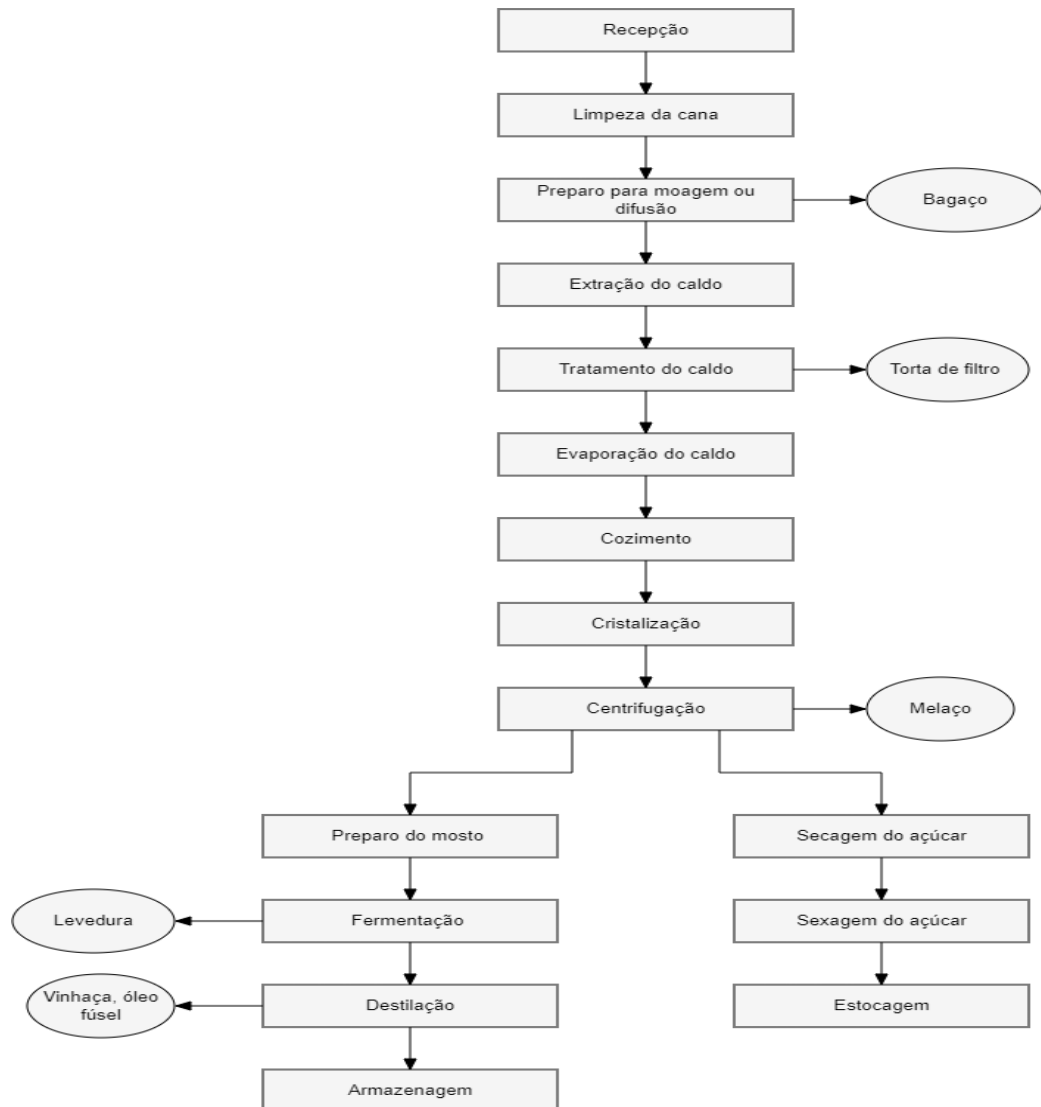 Recepção
Limpeza da cana
Preparo para moagem ou
difusão
Bagaço
Extração do caldo
Tratamento do caldo
Torta de filtro
Evaporação do caldo
Cozimento
Cristalização
Centrifugação
Melaço
Preparo do mosto
Secagem do açúcar
Levedura
Fermentação
Sexagem do açúcar
Vinhaça, óleo
fúsel
Destilação
Estocagem
Armazenagem